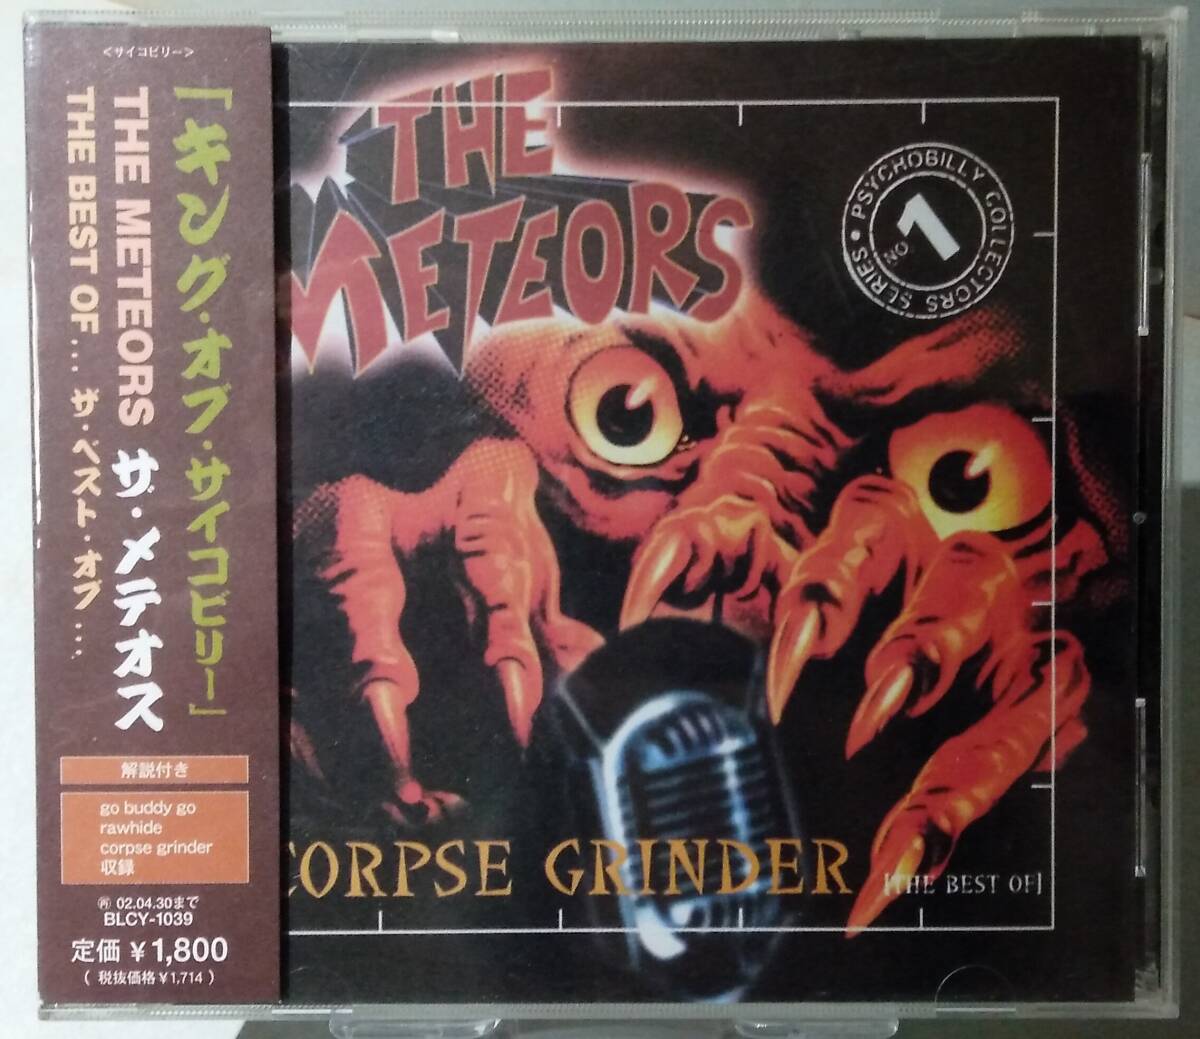 <サイコビリー>
「キング・オブ・サイコビリー」
THE METEORS ザ・メテオス
THE BEST OF... ザ・ベスト・オブ...
解説付き
go buddy go
rawhide
corpse grinder
収録
再 02.04.30まで
BLCY-1039
定価 ¥1,800
( 税抜価格¥1,714 )
THE
METEORS
PSYCHOBILLY COLLECTORS SERIES •
NO. 1
CORPSE GRINDER [THE BEST OF]